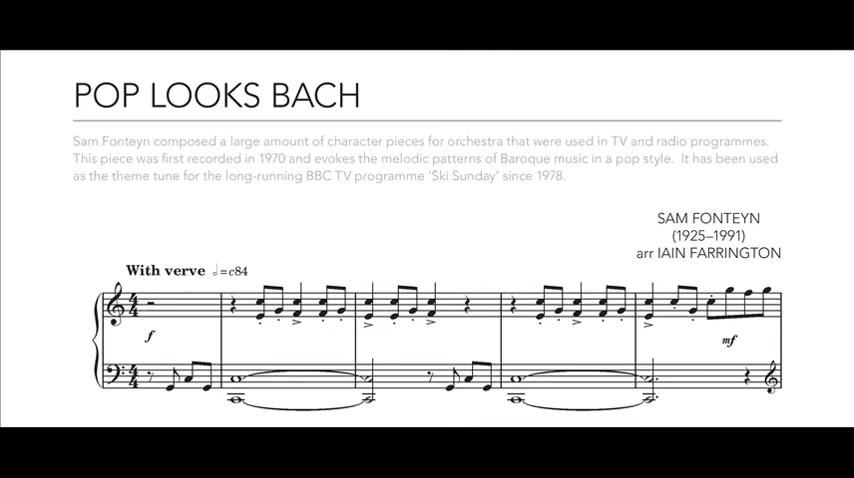 POP LOOKS BACH
Sam Fonteyn composed a large amount of character pieces for orchestra that were used in TV and radio programmes.
This piece was first recorded in 1970 and evokes the melodic patterns of Baroque music in a pop style. It has been used
as the theme tune for the long-running BBC TV programme ‘Ski Sunday’ since 1978.
SAM FONTEYN
(1925–1991)
arr IAIN FARRINGTON
With verve 𝅗𝅥 = c84
f
mf